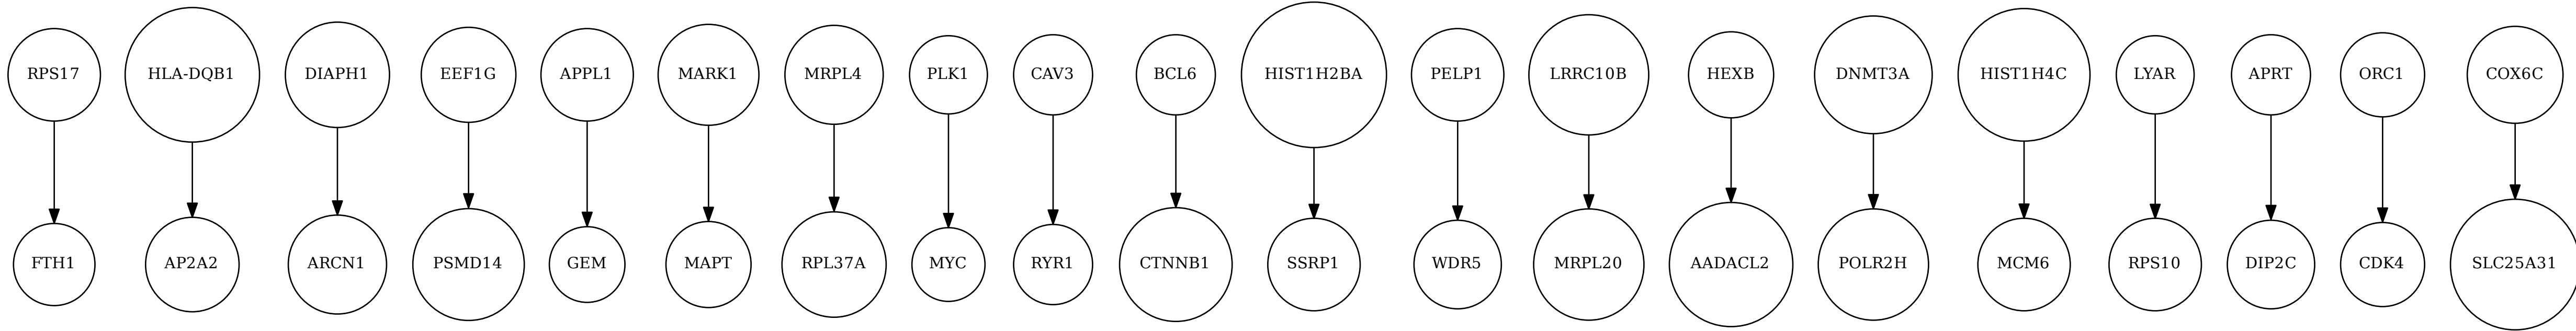 RPS17
HLA-DQB1
DIAPH1
EEF1G
APPL1
MARK1
MRPL4
PLK1
CAV3
BCL6
HIST1H2BA
PELP1
LRRC10B
HEXB
DNMT3A
HIST1H4C
LYAR
APRT
ORC1
COX6C
FTH1
AP2A2
ARCN1
PSMD14
GEM
MAPT
RPL37A
MYC
RYR1
CTNNB1
SSRP1
WDR5
MRPL20
AADACL2
POLR2H
MCM6
RPS10
DIP2C
CDK4
SLC25A31